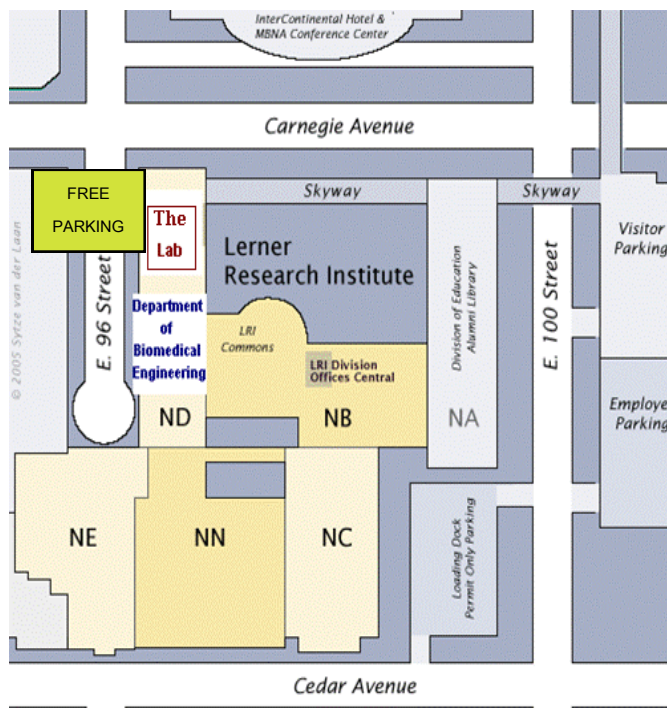 InterContinental Hotel &
MBNA Conference Center
Carnegie Avenue
FREE
PARKING
The
Lab
Skyway
Skyway
Visitor
Parking
Lerner
Research Institute
© 2005 Sytze van der Laan
E. 96 Street
Department
of
Biomedical
Engineering
LRI
Commons
LRI Division
Offices Central
Division of Education
Alumni Library
E. 100 Street
ND
NB
NA
Employe
Parking
NE
NN
NC
Loading Dock
Permit Only Parking
Cedar Avenue